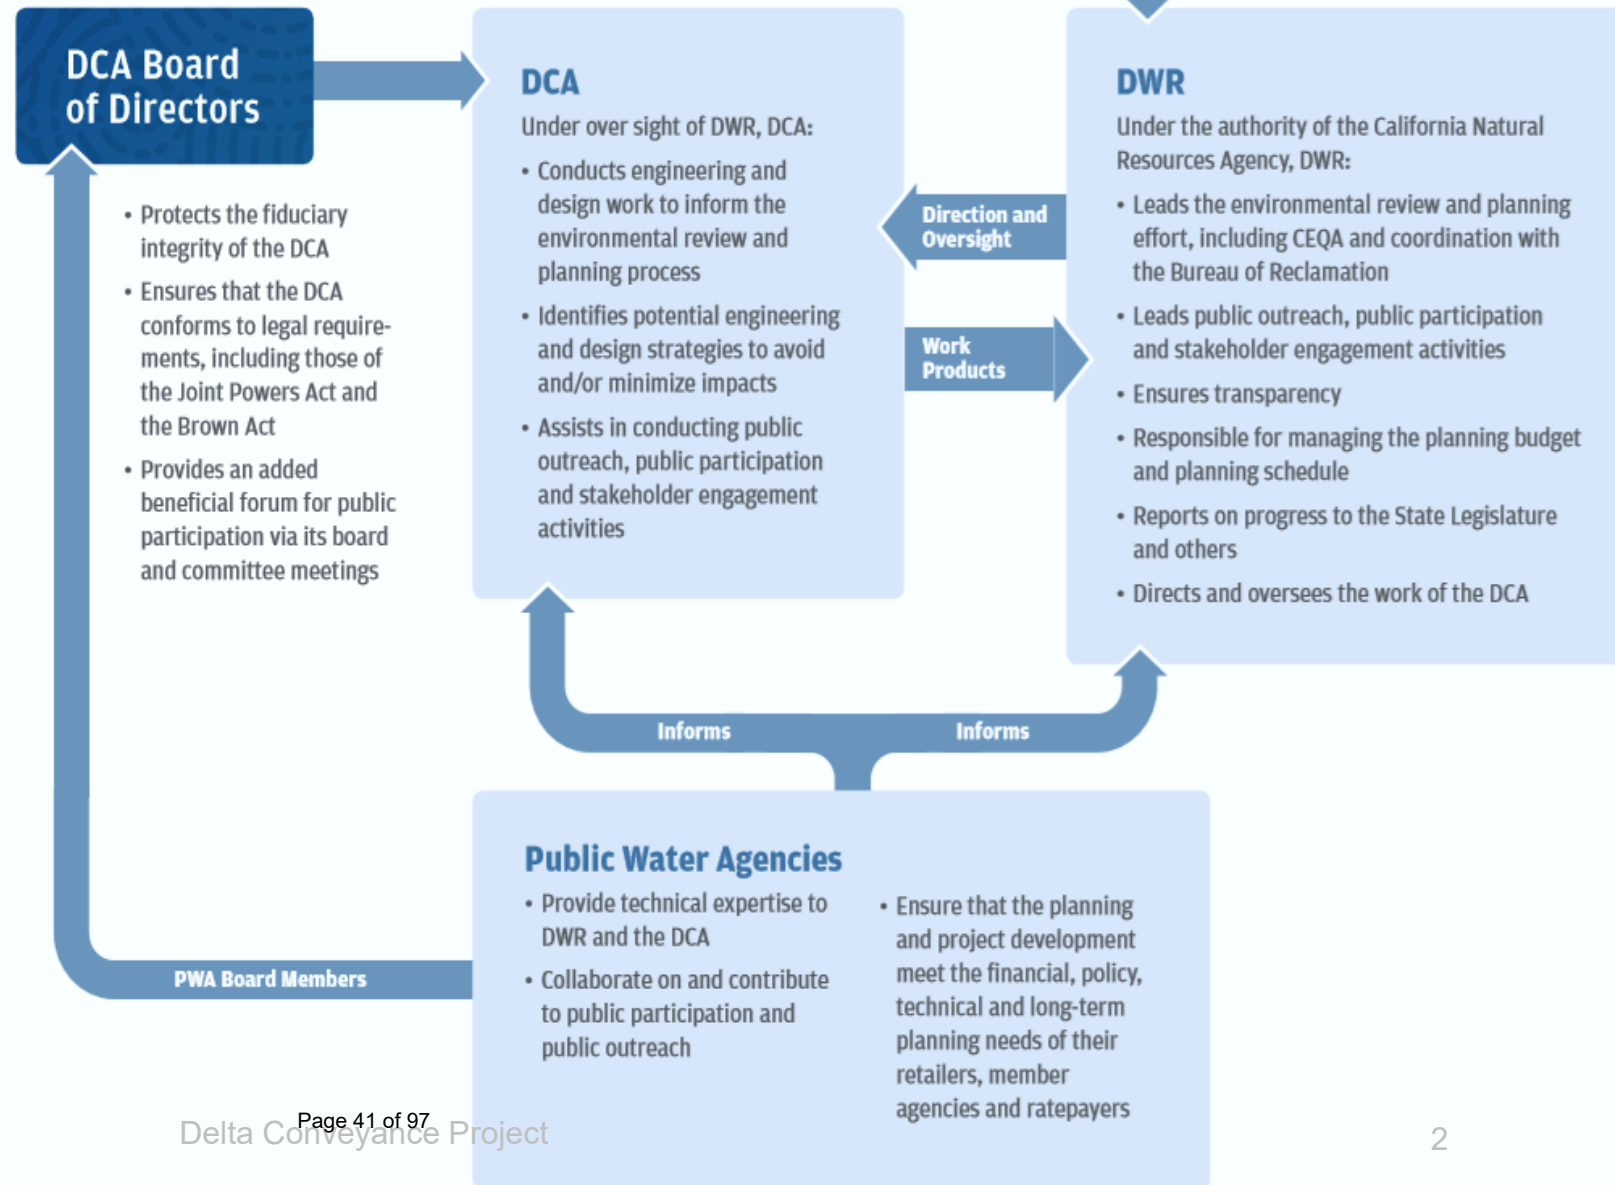 DCA Board
of Directors
• Protects the fiduciary
integrity of the DCA
• Ensures that the DCA
conforms to legal require-
ments, including those of
the Joint Powers Act and
the Brown Act
• Provides an added
beneficial forum for public
participation via its board
and committee meetings
DCA
Under over sight of DWR, DCA:
• Conducts engineering and
design work to inform the
environmental review and
planning process
• Identifies potential engineering
and design strategies to avoid
and/or minimize impacts
• Assists in conducting public
outreach, public participation
and stakeholder engagement
activities
Direction and
Oversight
Work
Products
DWR
Under the authority of the California Natural
Resources Agency, DWR:
• Leads the environmental review and planning
effort, including CEQA and coordination with
the Bureau of Reclamation
• Leads public outreach, public participation
and stakeholder engagement activities
• Ensures transparency
• Responsible for managing the planning budget
and planning schedule
• Reports on progress to the State Legislature
and others
• Directs and oversees the work of the DCA
Informs
Informs
PWA Board Members
Public Water Agencies
• Provide technical expertise to
DWR and the DCA
• Collaborate on and contribute
to public participation and
public outreach
• Ensure that the planning
and project development
meet the financial, policy,
technical and long-term
planning needs of their
retailers, member
agencies and ratepayers
Page 41 of 97
Delta Conveyance Project
2